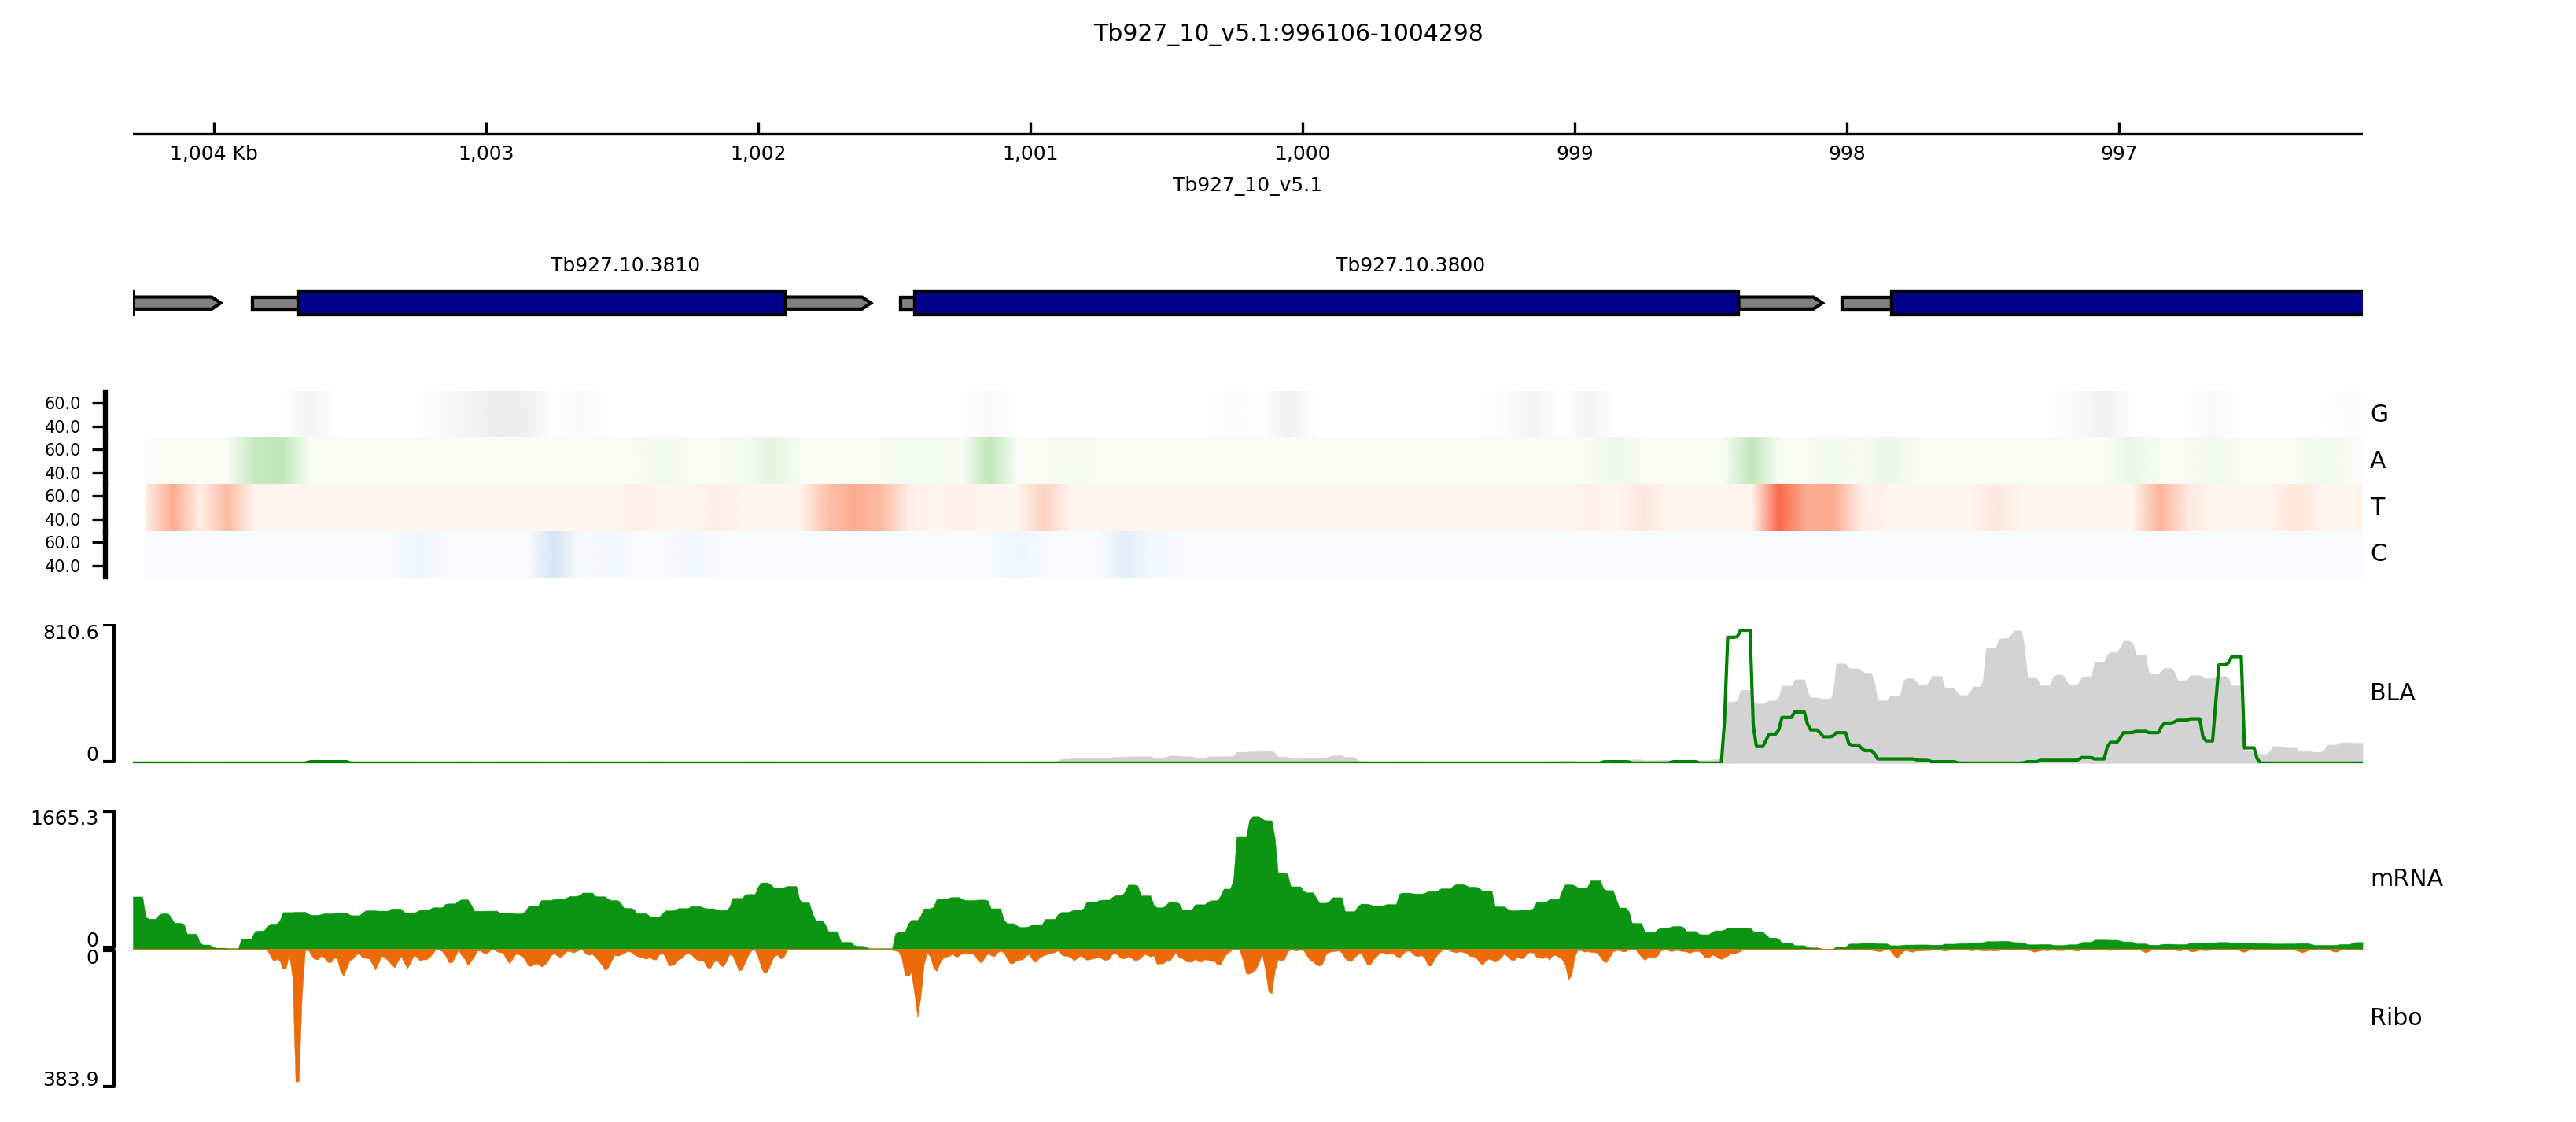 Tb927_10_v5.1:996106-1004298
1,004 Kb 1,003 1,002 1,001 1,000 999 998 997
Tb927_10_v5.1
Tb927.10.3810 Tb927.10.3800
60.0
40.0
G
60.0
40.0
A
60.0
40.0
T
60.0
40.0
C
810.6
0
BLA
1665.3
0
mRNA
0
383.9
Ribo